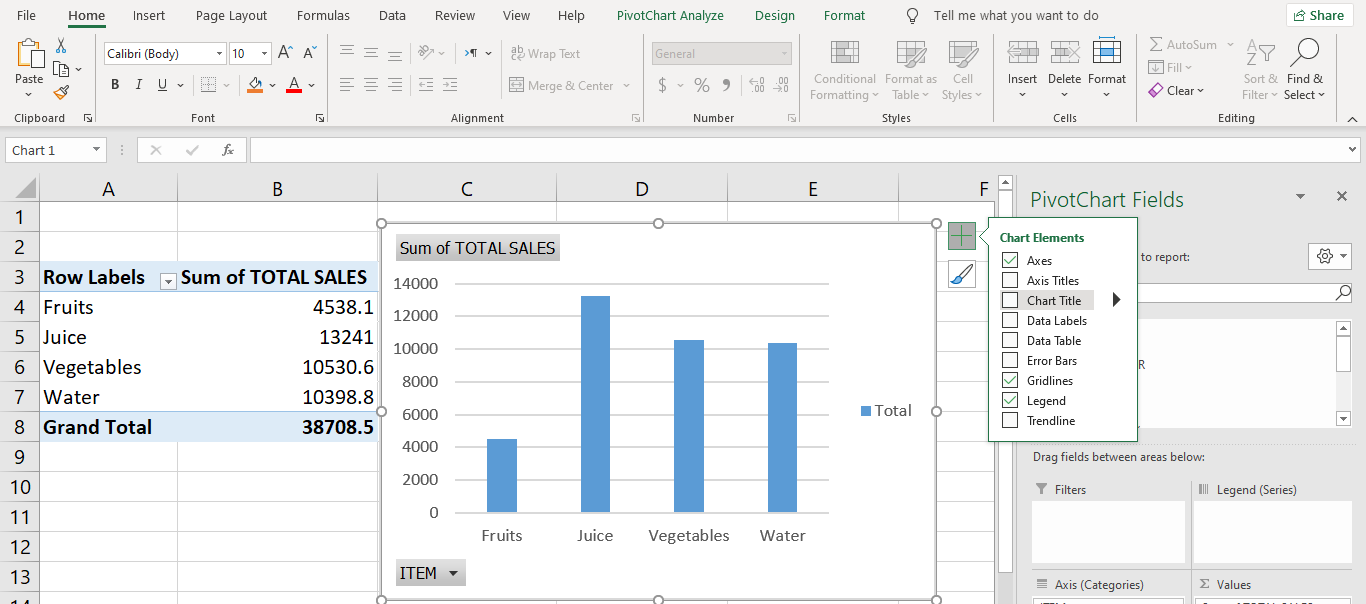 File Home Insert Page Layout Formulas Data Review View Help PivotChart Analyze Design Format Tell me what you want to do Share
Calibri (Body) 10 A A ab Wrap Text General AutoSum
Paste Conditional Formatting Format as Table Cell Styles Insert Delete Format Fill Sort & Filter Find & Select
B I U A Merge & Center $ % Clear
Clipboard Font Alignment Number Styles Cells Editing
Chart 1 fx
A B C D E F
PivotChart Fields
1
2
3 Row Labels Sum of TOTAL SALES
4 Fruits 4538.1
5 Juice 13241
6 Vegetables 10530.6
7 Water 10398.8
8 Grand Total 38708.5
9
10
11
12
13
14
Sum of TOTAL SALES
14000
12000
10000
8000
6000
4000
2000
0
Fruits Juice Vegetables Water
Total
ITEM
Chart Elements
Axes
Axis Titles
Chart Title
Data Labels
Data Table
Error Bars
Gridlines
Legend
Trendline
to report:
R
Drag fields between areas below:
Filters Legend (Series)
Axis (Categories) Σ Values